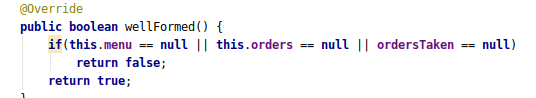 @Override
public boolean wellFormed() {
    if(this.menu == null || this.orders == null || ordersTaken == null)
        return false;
    return true;
}